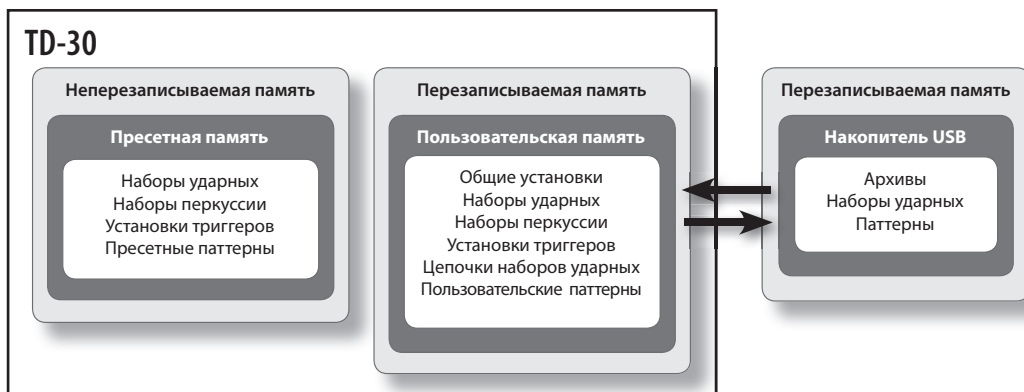 TD-30
Неперезаписываемая память
Пресетная память
Наборы ударных
Наборы перкуссии
Установки триггеров
Пресетные паттерны
Перезаписываемая память
Пользовательская память
Общие установки
Наборы ударных
Наборы перкуссии
Установки триггеров
Цепочки наборов ударных
Пользовательские паттерны
Перезаписываемая память
Накопитель USB
Архивы
Наборы ударных
Паттерны